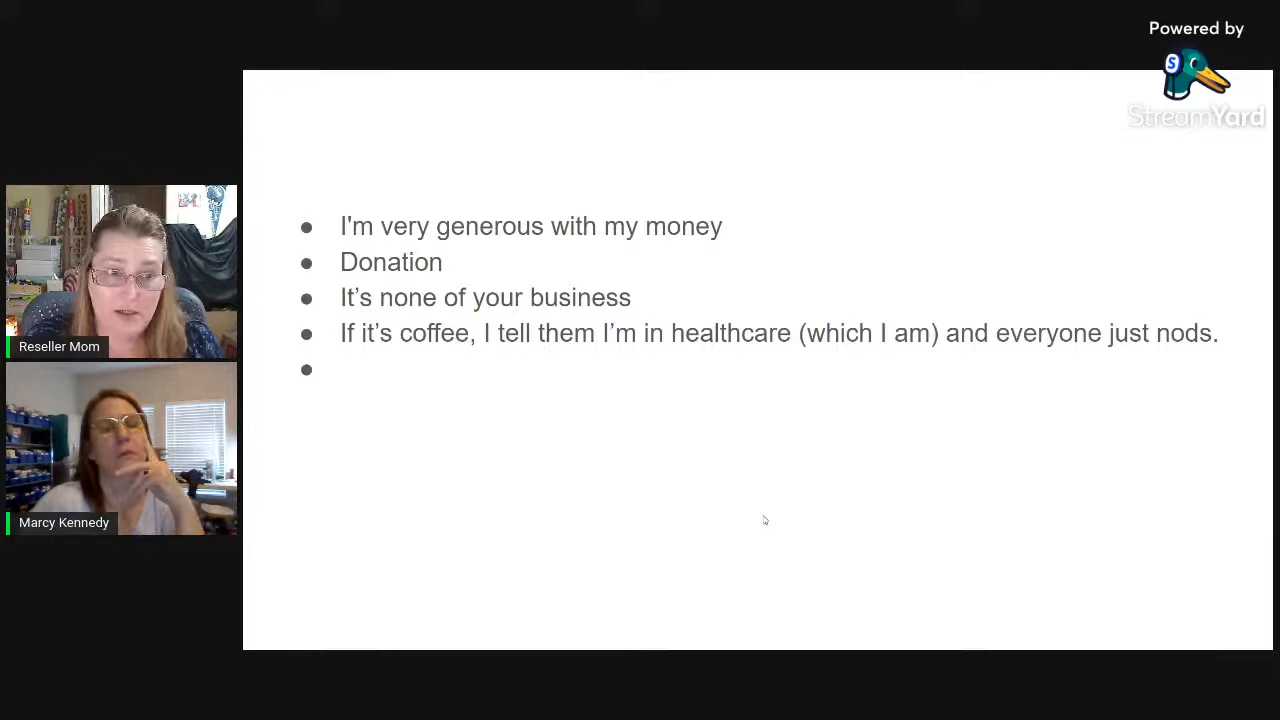 Powered by
StreamYard
● I'm very generous with my money
● Donation
● It’s none of your business
● If it’s coffee, I tell them I’m in healthcare (which I am) and everyone just nods.
●
Reseller Mom
Marcy Kennedy